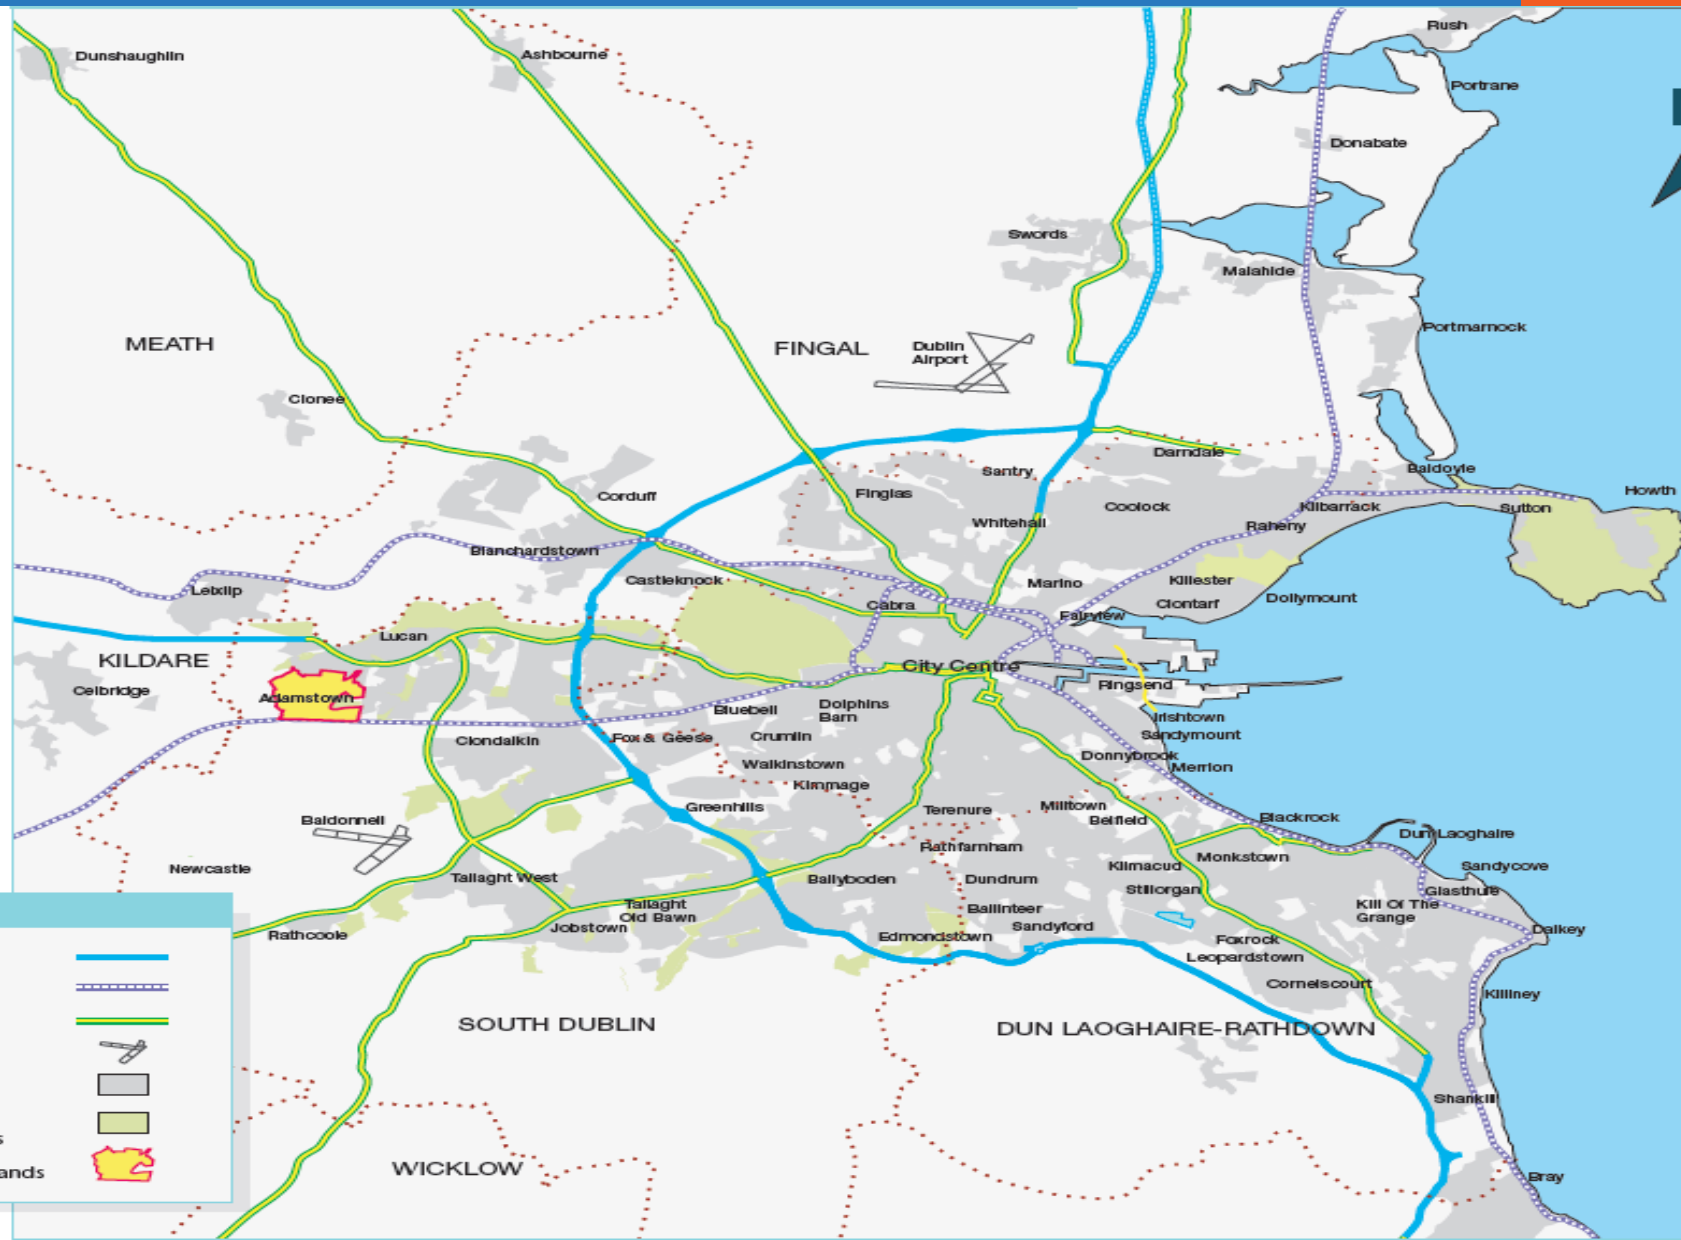 Rush
Dunshaughlin
Ashbourne
Portrane
Donabate
Swords
Malahide
Portmarnock
MEATH
FINGAL
Dublin
Airport
Clonee
Darndale
Santry
Baldoyle
Corduff
Finglas
Howth
Coolock
Kilbarrack
Sutton
Whitehall
Raheny
Blanchardstown
Castleknock
Marino
Killester
Leixlip
Cabra
Clontarf
Dollymount
Fairview
Lucan
KILDARE
City Centre
Celbridge
Adamstown
Ringsend
Bluebell
Dolphins
Barn
Irishtown
Clondalkin
Fox & Geese
Crumlin
Sandymount
Donnybrook
Walkinstown
Merrion
Kimmage
Greenhills
Terenure
Milltown
Belfield
Blackrock
Baldonnell
Dun Laoghaire
Rathfarnham
Monkstown
Newcastle
Kilmacud
Sandycove
Tallaght West
Ballyboden
Dundrum
Stillorgan
Glasthule
Tallaght
Old Bawn
Ballinteer
Kill Of The
Grange
Jobstown
Sandyford
Rathcoole
Edmondstown
Foxrock
Dalkey
Leopardstown
Cornelscourt
Killiney
SOUTH DUBLIN
DUN LAOGHAIRE-RATHDOWN
Shankill
s
ands
WICKLOW
Bray